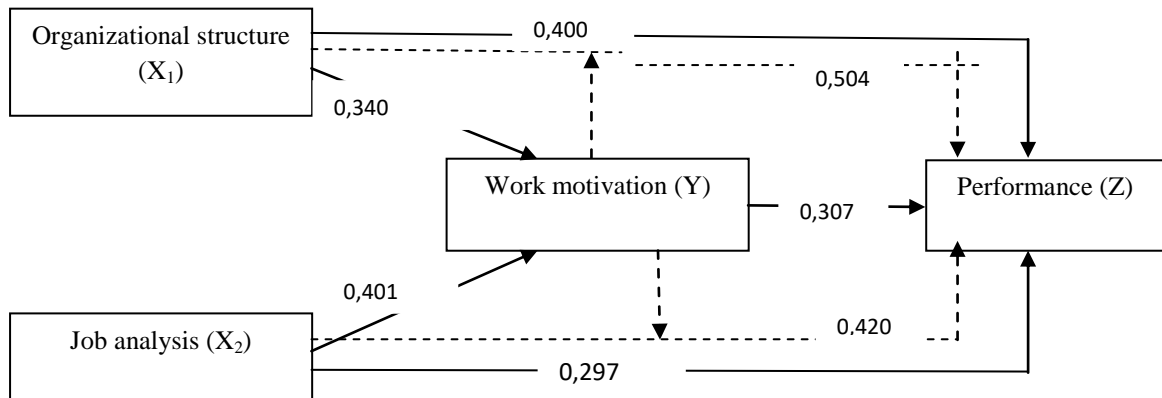 Organizational structure
(X₁)
0,400
0,504
0,340
Work motivation (Y)
Performance (Z)
0,307
0,401
Job analysis (X₂)
0,420
0,297